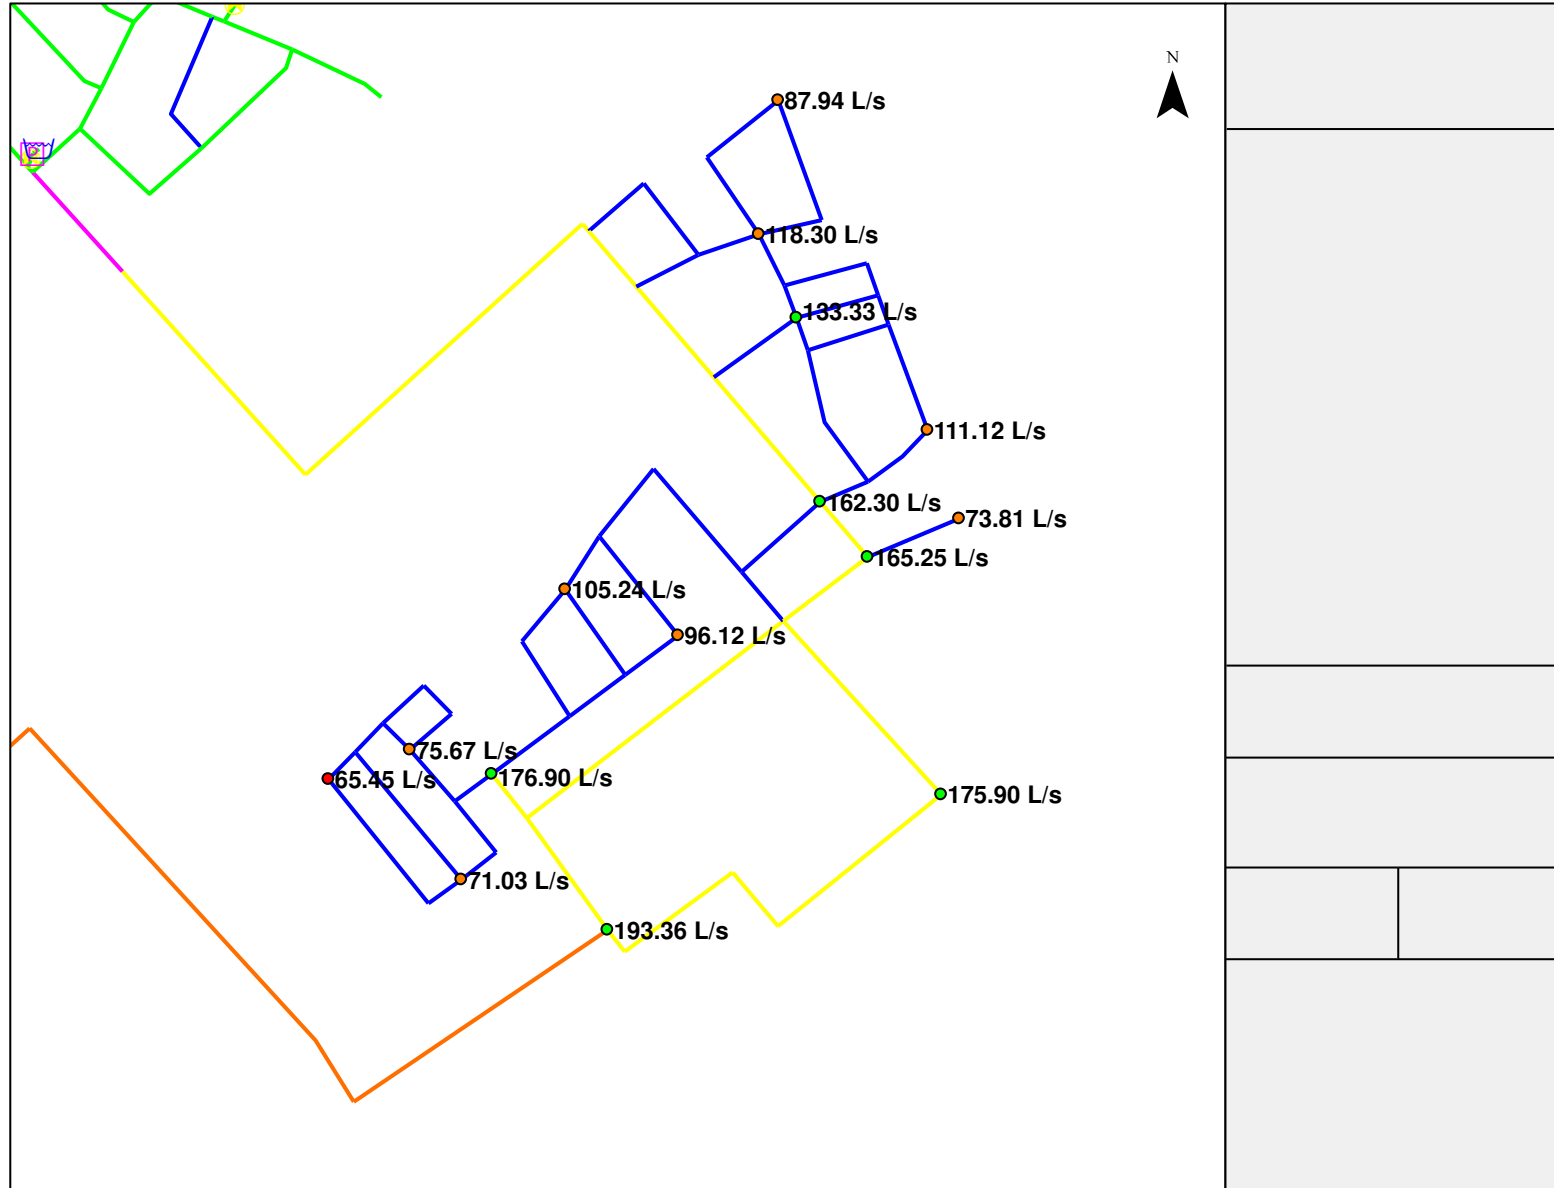 N
87.94 L/s
118.30 L/s
133.33 L/s
111.12 L/s
162.30 L/s
73.81 L/s
165.25 L/s
105.24 L/s
96.12 L/s
75.67 L/s
65.45 L/s
176.90 L/s
175.90 L/s
71.03 L/s
193.36 L/s